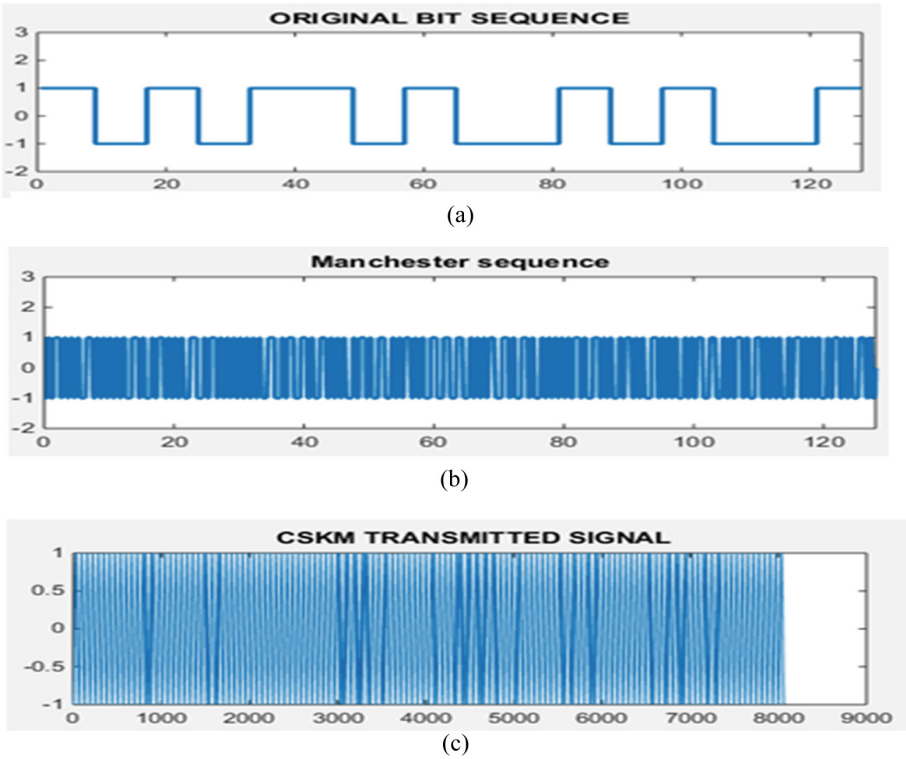 ORIGINAL BIT SEQUENCE
3
2
1
0
-1
-2
0 20 40 60 80 100 120
(a)
Manchester sequence
3
2
1
0
-1
-2
0 20 40 60 80 100 120
(b)
CSKM TRANSMITTED SIGNAL
1
0.5
0
-0.5
-1
0 1000 2000 3000 4000 5000 6000 7000 8000 9000
(c)